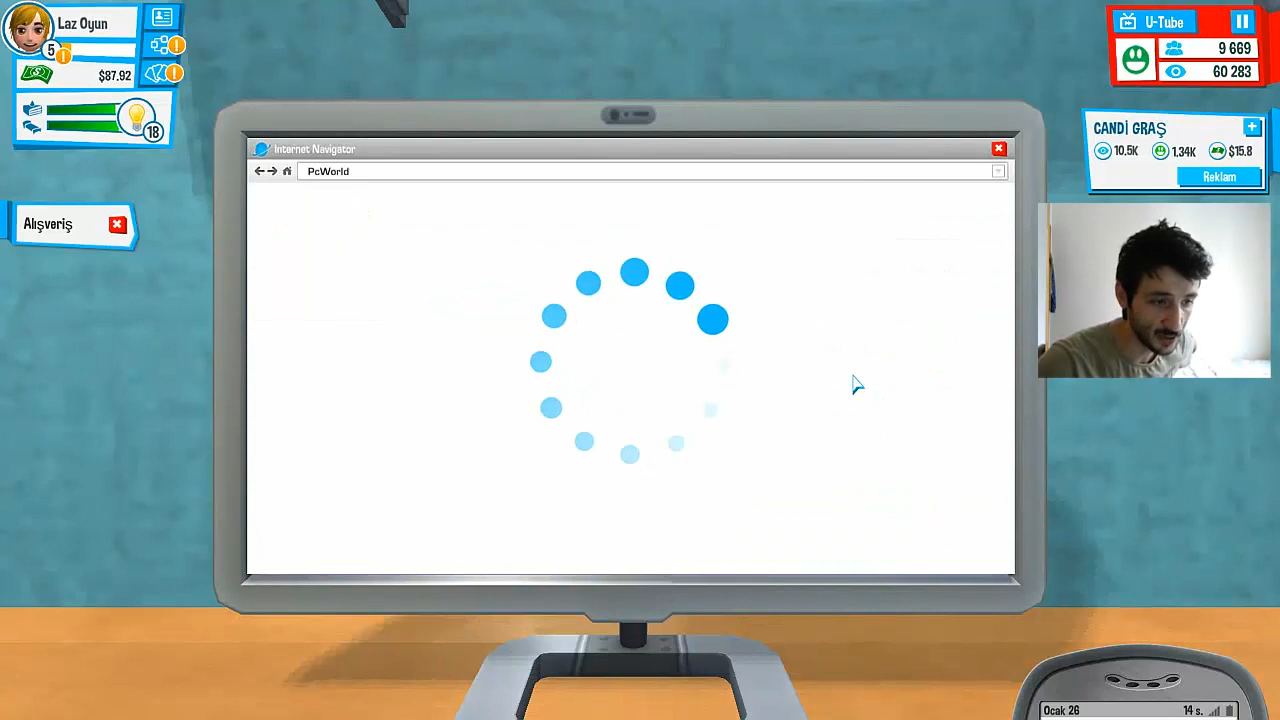 Laz Oyun
5
$87.92
18
Alışveriş
Internet Navigator
PcWorld
U-Tube
9 669
60 283
CANDİ GRAŞ
10,5K 1,34K $15.8
Reklam
Ocak 26 14 s.